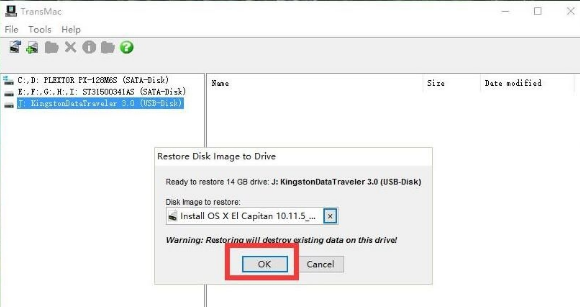 TransMac
File Tools Help
C:,D: PLEXTOR PX-128M6S (SATA-Disk)
E:,F:,G:,H:,I: ST31500341AS (SATA-Disk)
J: KingstonDataTraveler 3.0 (USB-Disk)
Name Size Date modified
Restore Disk Image to Drive
Ready to restore 14 GB drive: J: KingstonDataTraveler 3.0 (USB-Disk)
Disk Image to restore:
Install OS X El Capitan 10.11.5_...
Warning: Restoring will destroy existing data on this drive!
OK Cancel